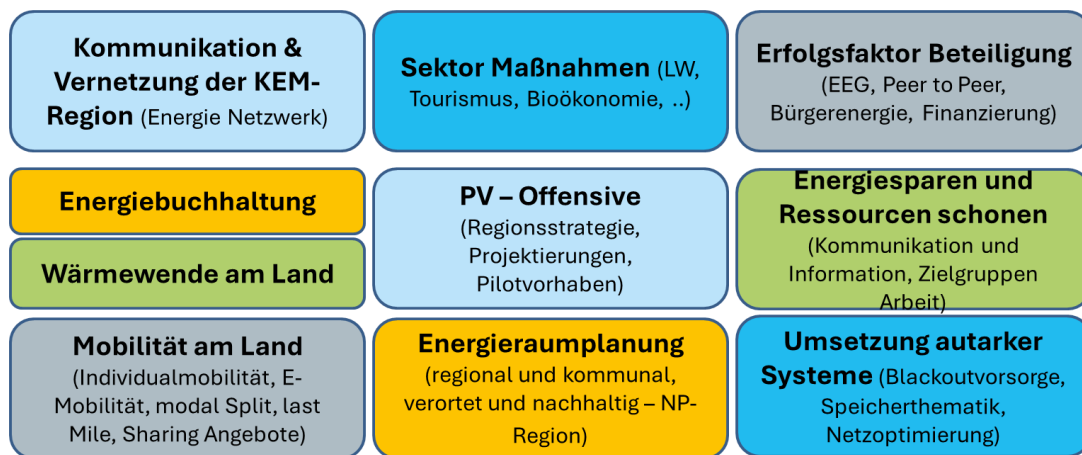 Kommunikation &
Vernetzung der KEM-
Region (Energie Netzwerk)
Sektor Maßnahmen (LW,
Tourismus, Bioökonomie, ..)
Erfolgsfaktor Beteiligung
(EEG, Peer to Peer,
Bürgerenergie, Finanzierung)
Energiebuchhaltung
Wärmewende am Land
PV – Offensive
(Regionsstrategie,
Projektierungen,
Pilotvorhaben)
Energiesparen und
Ressourcen schonen
(Kommunikation und
Information, Zielgruppen
Arbeit)
Mobilität am Land
(Individualmobilität, E-
Mobilität, modal Split, last
Mile, Sharing Angebote)
Energieraumplanung
(regional und kommunal,
verortet und nachhaltig – NP-
Region)
Umsetzung autarker
Systeme (Blackoutvorsorge,
Speicherthematik,
Netzoptimierung)